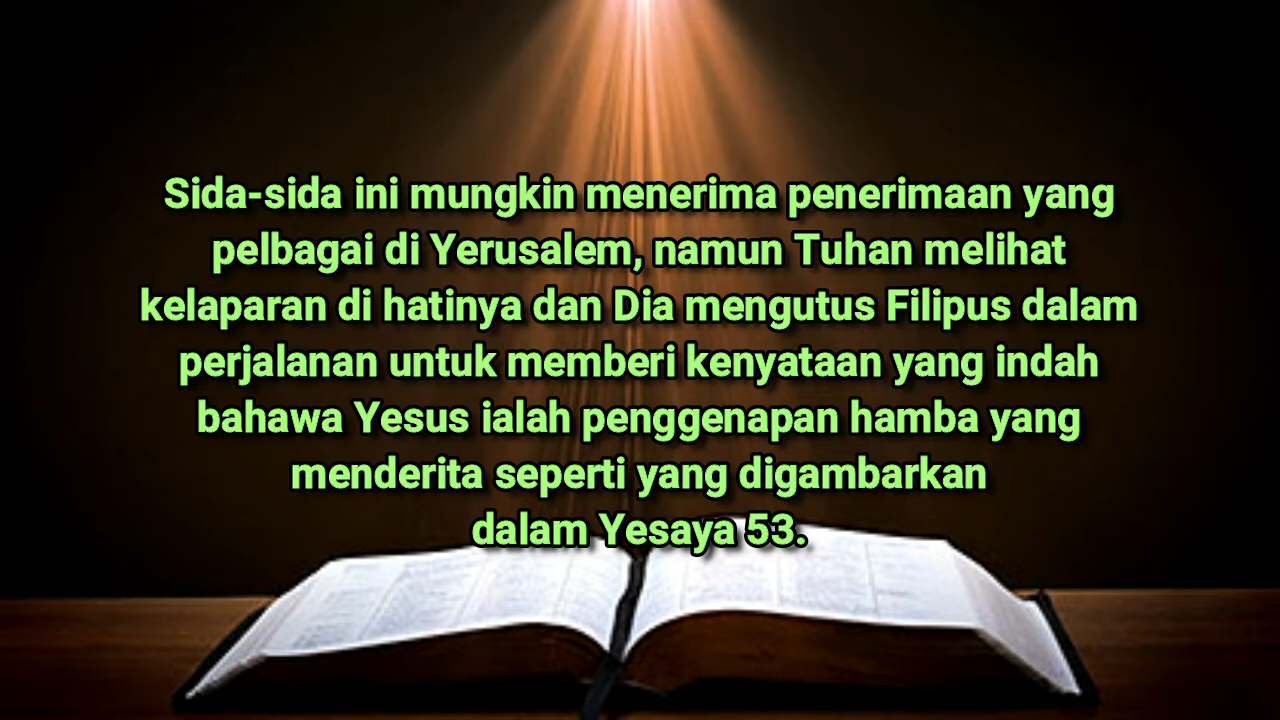 Sida-sida ini mungkin menerima penerimaan yang
pelbagai di Yerusalem, namun Tuhan melihat
kelaparan di hatinya dan Dia mengutus Filipus dalam
perjalanan untuk memberi kenyataan yang indah
bahawa Yesus ialah penggenapan hamba yang
menderita seperti yang digambarkan
dalam Yesaya 53.